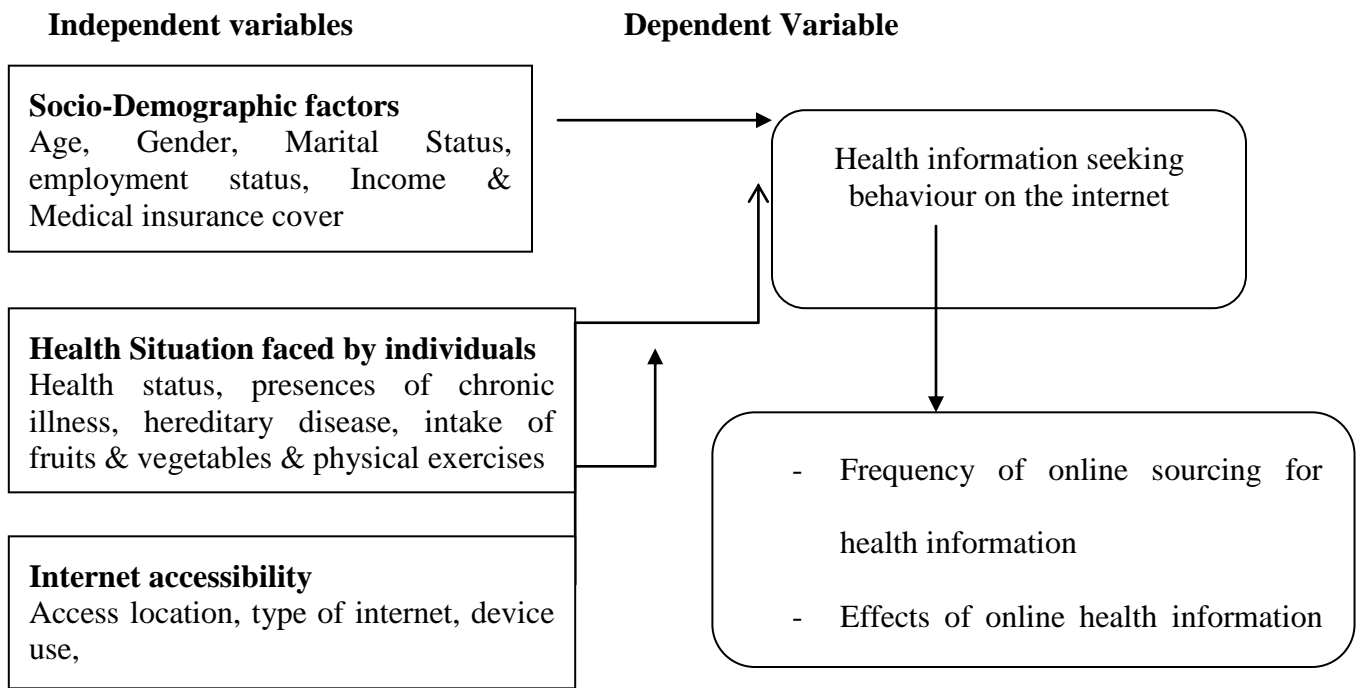 Independent variables
Dependent Variable
Socio-Demographic factors
Age, Gender, Marital Status,
employment status, Income &
Medical insurance cover
Health information seeking
behaviour on the internet
Health Situation faced by individuals
Health status, presences of chronic
illness, hereditary disease, intake of
fruits & vegetables & physical exercises
- Frequency of online sourcing for
health information
- Effects of online health information
Internet accessibility
Access location, type of internet, device
use,